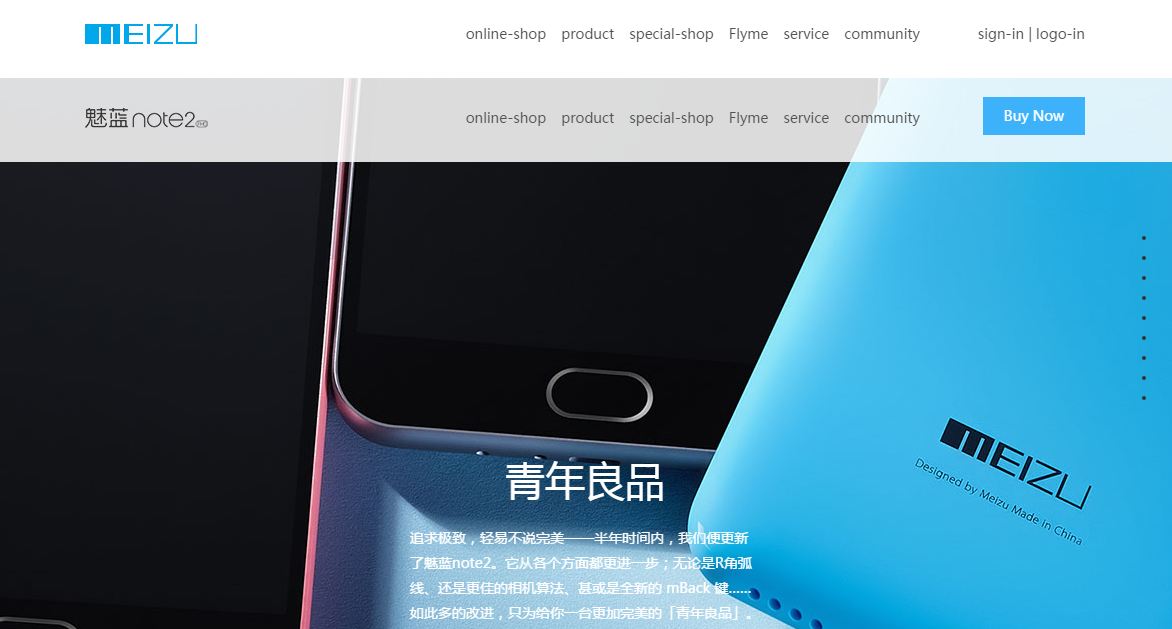 MEIZU
online-shop product special-shop Flyme service community
sign-in | logo-in
魅蓝 note2
online-shop product special-shop Flyme service community
Buy Now
MEIZU
Designed by Meizu Made in China
青年良品
追求极致，轻易不说完美——半年时间内，我们便更新
了魅蓝note2。它从各个方面都更进一步；无论是R角弧
线、还是更佳的相机算法、甚或是全新的 mBack 键......
如此多的改进，只为给你一台更加完美的「青年良品」。